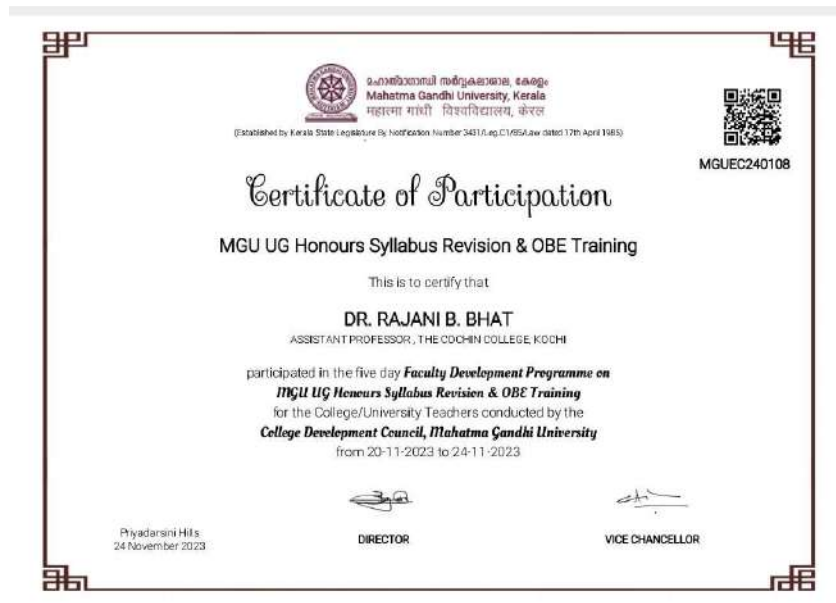 മഹാത്മാഗാന്ധി സർവ്വകലാശാല, കേരളം
Mahatma Gandhi University, Kerala
महात्मा गांधी विश्वविद्यालय, केरल
(Established by Kerala State Legislature By Notification Number 3431/Leg.C1/85/Law dated 17th April 1985)
MGUEC240108
Certificate of Participation
MGU UG Honours Syllabus Revision & OBE Training
This is to certify that
DR. RAJANI B. BHAT
ASSISTANT PROFESSOR , THE COCHIN COLLEGE, KOCHI
participated in the five day Faculty Development Programme on
MGU UG Honours Syllabus Revision & OBE Training
for the College/University Teachers conducted by the
College Development Council, Mahatma Gandhi University
from 20-11-2023 to 24-11-2023
Priyadarsini Hills
24 November 2023
DIRECTOR
VICE CHANCELLOR